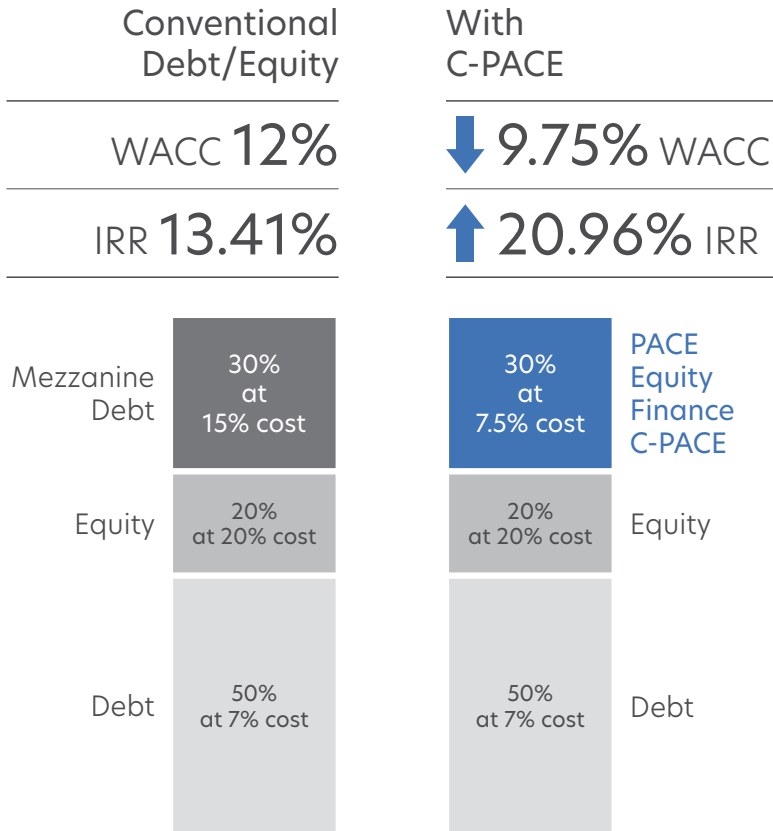 Conventional
Debt/Equity
With
C-PACE
WACC 12%
9.75% WACC
IRR 13.41%
20.96% IRR
Mezzanine
Debt
30%
at
15% cost
30%
at
7.5% cost
PACE
Equity
Finance
C-PACE
Equity
20%
at 20% cost
20%
at 20% cost
Equity
Debt
50%
at 7% cost
50%
at 7% cost
Debt